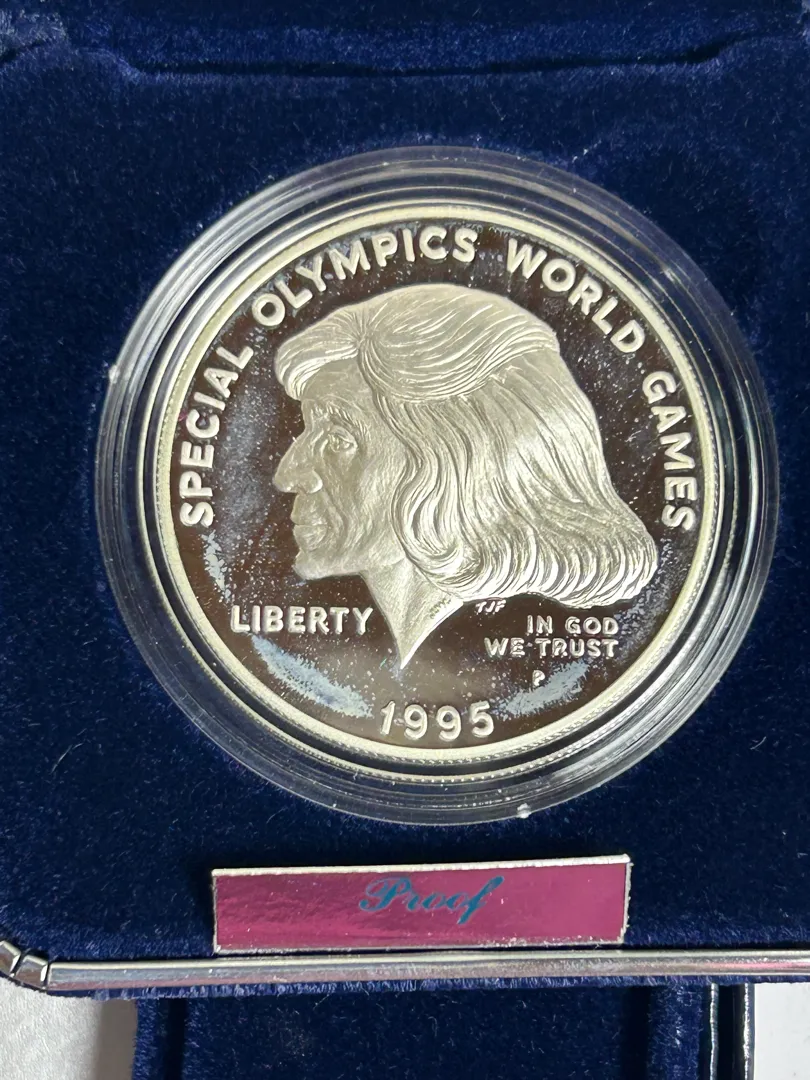 SPECIAL OLYMPICS WORLD GAMES
LIBERTY
TJF
IN GOD
WE TRUST
P
1995
Proof